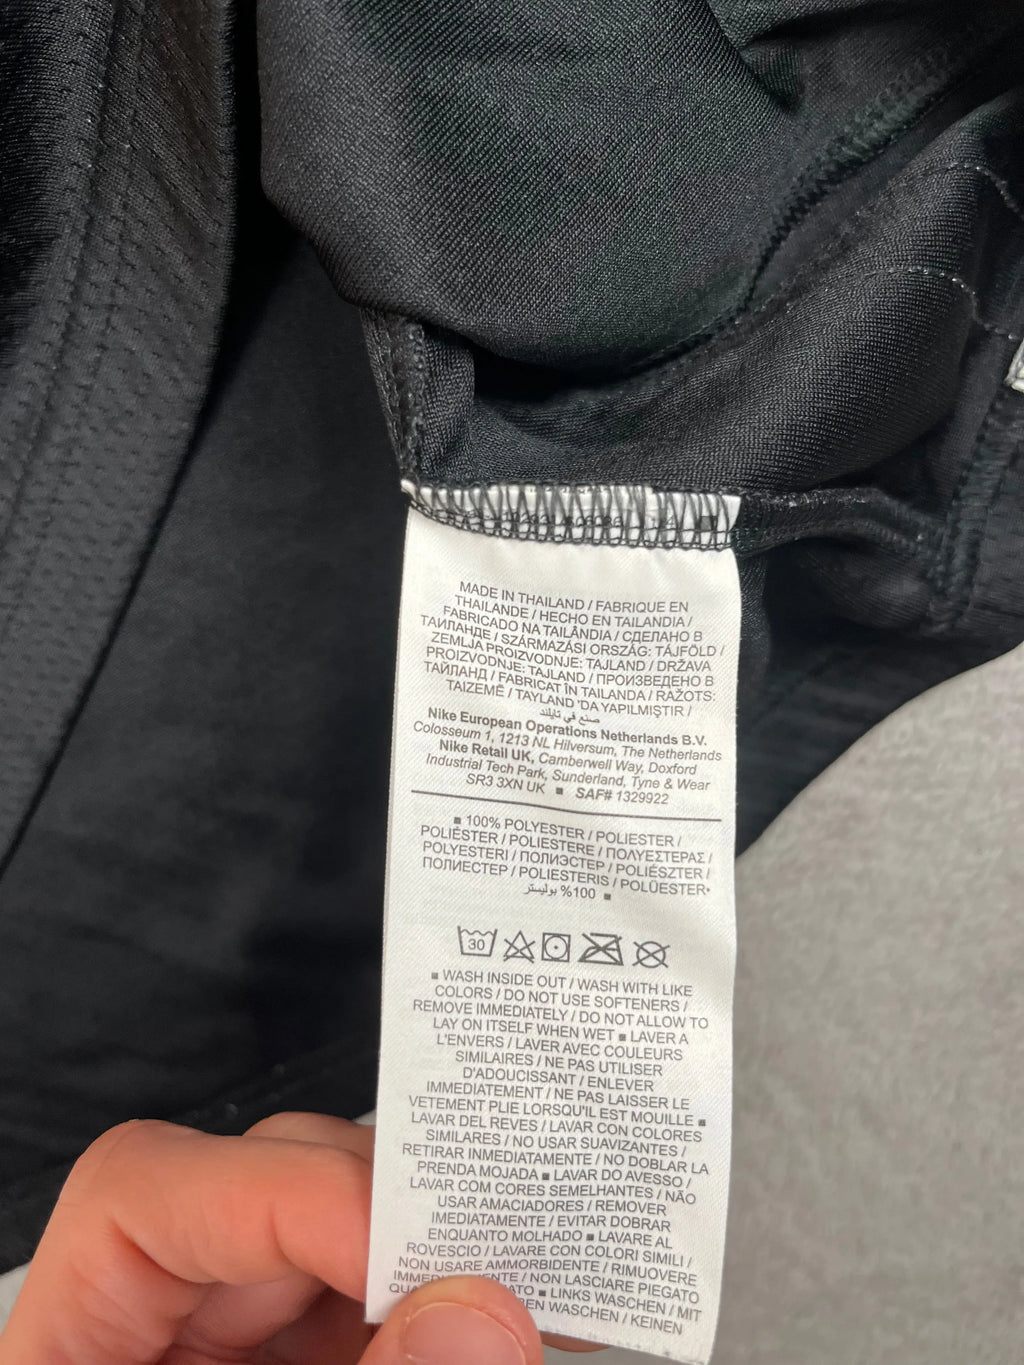 MADE IN THAILAND / FABRIQUE EN
THAILANDE / HECHO EN TAILANDIA /
FABRICADO NA TAILÂNDIA / СДЕЛАНО В
ТАИЛАНДЕ / SZÁRMAZÁSI ORSZÁG: TÁJFÖLD /
ZEMLJA PROIZVODNJE: TAJLAND / DRŽAVA
PROIZVODNJE: TAJLAND / ПРОИЗВЕДЕНО В
ТАЙЛАНД / FABRICAT ÎN TAILANDA / RAŽOTS:
TAIZEMĒ / TAYLAND 'DA YAPILMIŞTIR /
صنع في تايلند
Nike European Operations Netherlands B.V.
Colosseum 1, 1213 NL Hilversum, The Netherlands
Nike Retail UK, Camberwell Way, Doxford
Industrial Tech Park, Sunderland, Tyne & Wear
SR3 3XN UK ■ SAF# 1329922
■ 100% POLYESTER / POLIESTER /
POLIÉSTER / POLIESTERE / ΠΟΛΥΕΣΤΕΡΑΣ /
POLYESTERI / ПОЛИЭСТЕР / POLIÉSZTER /
ПОЛИЕСТЕР / POLIESTERIS / POLÜESTER*
100% بوليستر ■
30
■ WASH INSIDE OUT / WASH WITH LIKE
COLORS / DO NOT USE SOFTENERS /
REMOVE IMMEDIATELY / DO NOT ALLOW TO
LAY ON ITSELF WHEN WET ■ LAVER A
L'ENVERS / LAVER AVEC COULEURS
SIMILAIRES / NE PAS UTILISER
D'ADOUCISSANT / ENLEVER
IMMEDIATEMENT / NE PAS LAISSER LE
VETEMENT PLIE LORSQU'IL EST MOUILLE ■
LAVAR DEL REVES / LAVAR CON COLORES
SIMILARES / NO USAR SUAVIZANTES /
RETIRAR INMEDIATAMENTE / NO DOBLAR LA
PRENDA MOJADA ■ LAVAR DO AVESSO /
LAVAR COM CORES SEMELHANTES / NÃO
USAR AMACIADORES / REMOVER
IMEDIATAMENTE / EVITAR DOBRAR
ENQUANTO MOLHADO ■ LAVARE AL
ROVESCIO / LAVARE CON COLORI SIMILI /
NON USARE AMMORBIDENTE / RIMUOVERE
/ NON LASCIARE PIEGATO
■ LINKS WASCHEN / MIT
WASCHEN / KEINEN